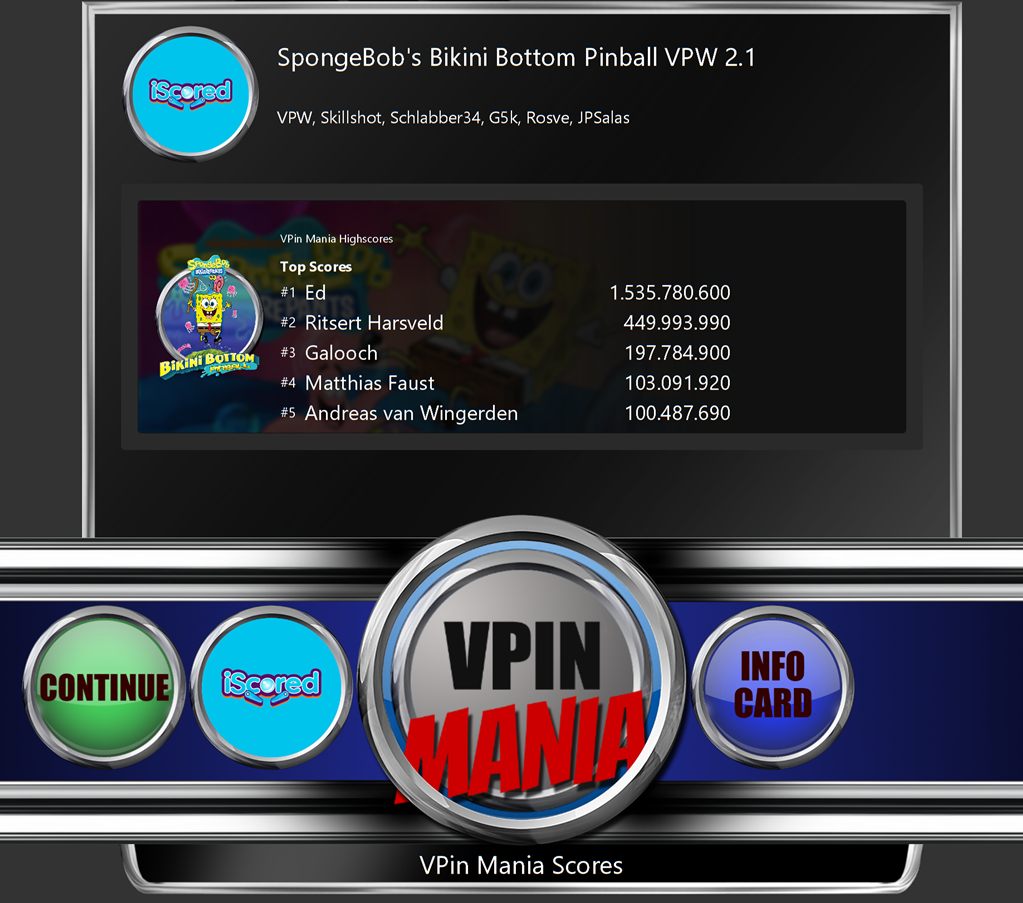 iScored
SpongeBob's Bikini Bottom Pinball VPW 2.1
VPW, Skillshot, Schlabber34, G5k, Rosve, JPSalas
VPin Mania Highscores
Top Scores
#1 Ed 1.535.780.600
#2 Ritsert Harsveld 449.993.990
#3 Galooch 197.784.900
#4 Matthias Faust 103.091.920
#5 Andreas van Wingerden 100.487.690
SpongeBob
BIKINI BOTTOM
CONTINUE
iScored
VPIN
MANIA
INFO
CARD
VPin Mania Scores